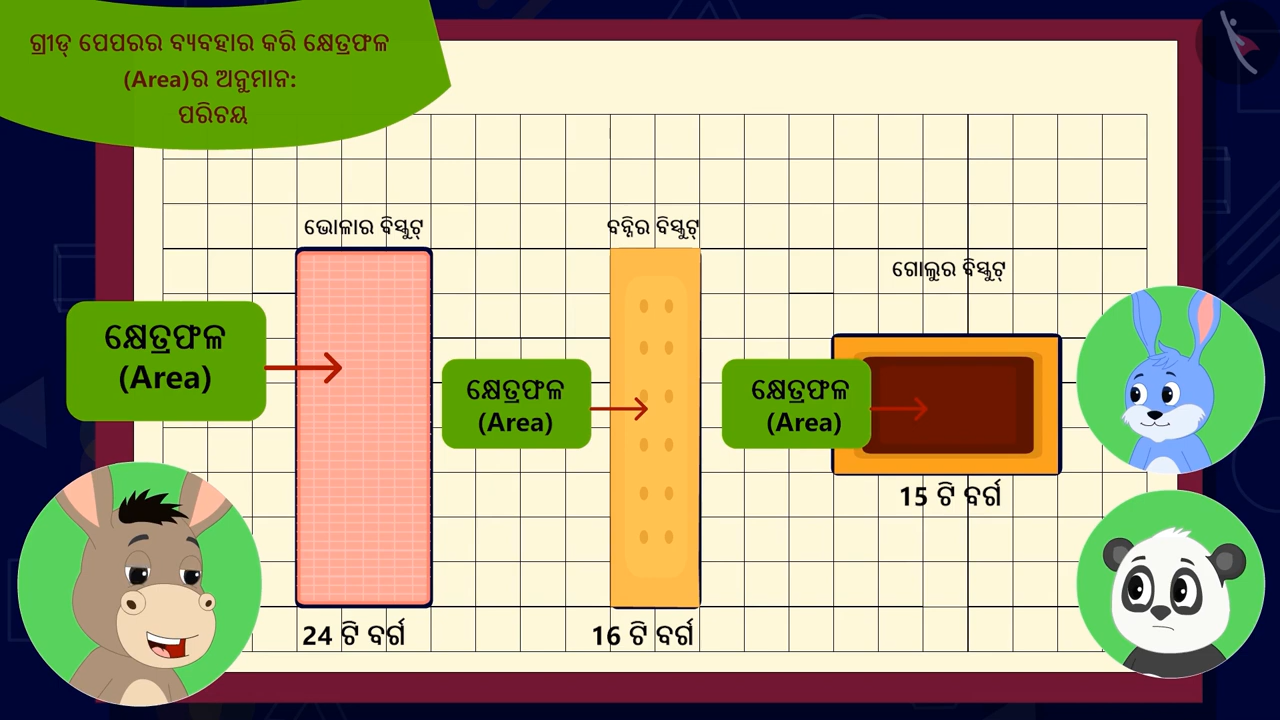 ଗ୍ରୀଡ୍ ପେପରର ବ୍ୟବହାର କରି କ୍ଷେତ୍ରଫଳ
(Area)ର ଅନୁମାନ:
ପରିଚୟ
ଭୋଳାର ବିସ୍କୁଟ୍
ବନ୍ନିର ବିସ୍କୁଟ୍
ଗୋଲୁର ବିସ୍କୁଟ୍
କ୍ଷେତ୍ରଫଳ
(Area)
କ୍ଷେତ୍ରଫଳ
(Area)
କ୍ଷେତ୍ରଫଳ
(Area)
15 ଟି ବର୍ଗ
24 ଟି ବର୍ଗ
16 ଟି ବର୍ଗ